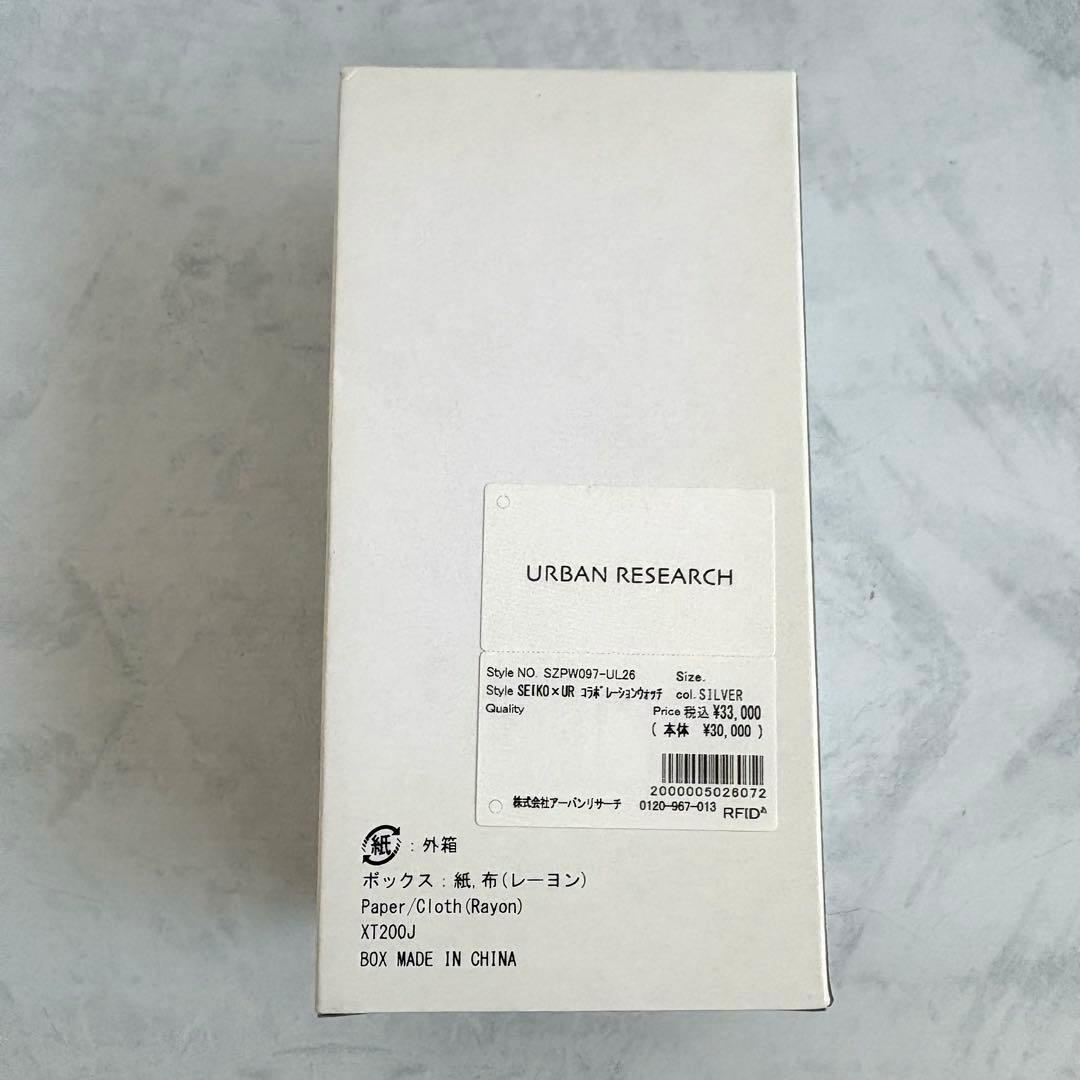 URBAN RESEARCH
Style NO. SZPW097-UL26 Size.
Style SEIKO×UR コラボレーションウォッチ col. SILVER
Quality Price 税込 ¥33,000
( 本体 ¥30,000 )
2000005026072
株式会社アーバンリサーチ 0120-967-013 RFID
紙 : 外箱
ボックス : 紙, 布(レーヨン)
Paper/Cloth(Rayon)
XT200J
BOX MADE IN CHINA